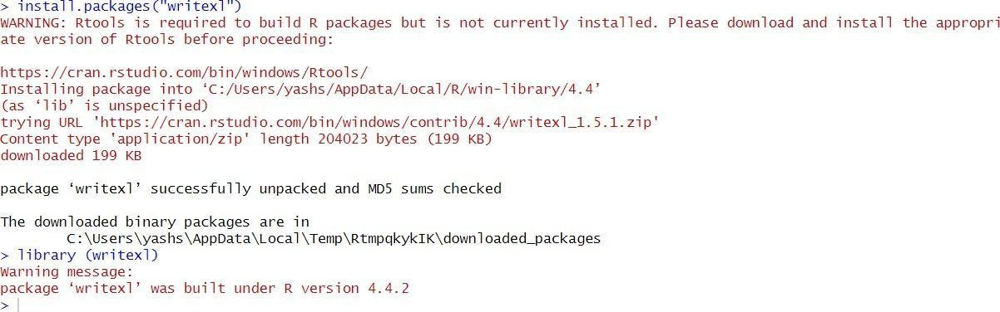 > install.packages("writexl")
WARNING: Rtools is required to build R packages but is not currently installed. Please download and install the appropri
ate version of Rtools before proceeding:
https://cran.rstudio.com/bin/windows/Rtools/
Installing package into ‘C:/Users/yashs/AppData/Local/R/win-library/4.4’
(as ‘lib’ is unspecified)
trying URL 'https://cran.rstudio.com/bin/windows/contrib/4.4/writexl_1.5.1.zip'
Content type 'application/zip' length 204023 bytes (199 KB)
downloaded 199 KB
package ‘writexl’ successfully unpacked and MD5 sums checked
The downloaded binary packages are in
        C:\Users\yashs\AppData\Local\Temp\RtmpqkykIK\downloaded_packages
> library (writexl)
Warning message:
package ‘writexl’ was built under R version 4.4.2
>